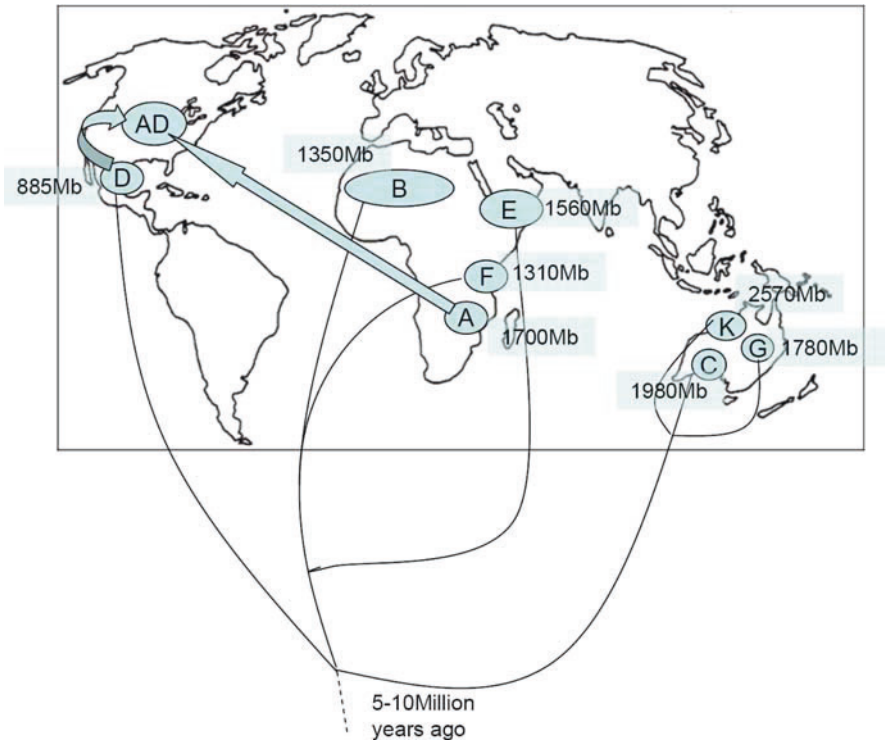 AD
1350Mb
D
885Mb
B
E
1560Mb
F
1310Mb
2570Mb
A
K
1700Mb
G
1780Mb
C
1980Mb
5-10Million
years ago